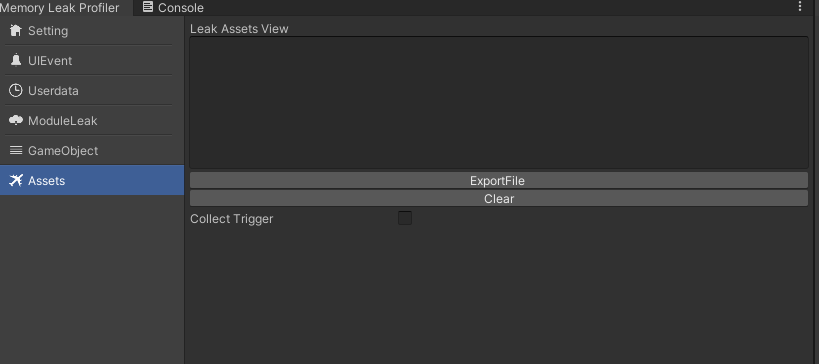 Memory Leak Profiler
Console
Setting
UIEvent
Userdata
ModuleLeak
GameObject
Assets
Leak Assets View
ExportFile
Clear
Collect Trigger